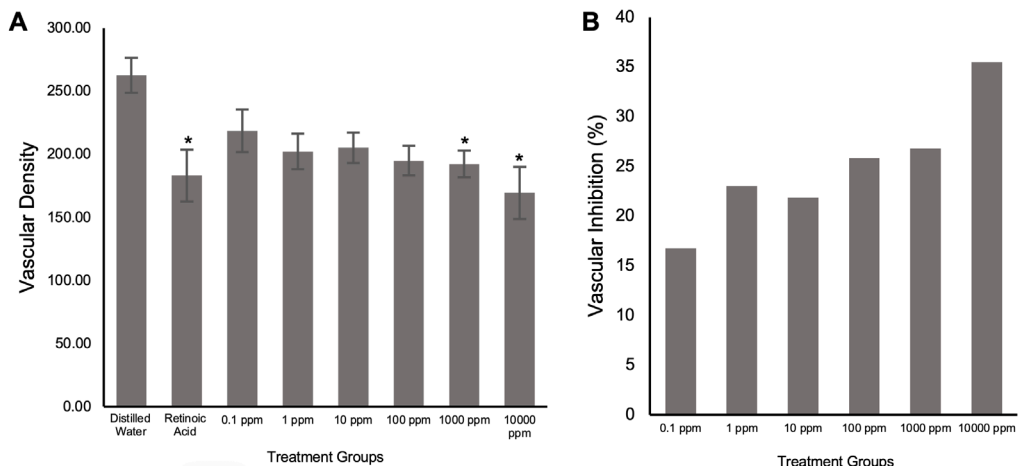 A
300.00
250.00
200.00
150.00
100.00
50.00
0.00
Vascular Density
*
*
*
Distilled
Water
Retinoic
Acid
0.1 ppm
1 ppm
10 ppm
100 ppm
1000 ppm
10000
ppm
Treatment Groups
B
40
35
30
25
20
15
10
5
0
Vascular Inhibition (%)
0.1 ppm
1 ppm
10 ppm
100 ppm
1000 ppm
10000 ppm
Treatment Groups